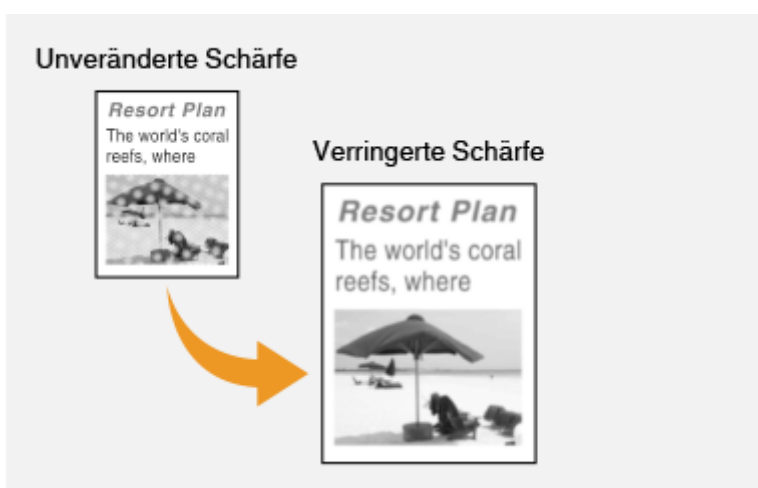 Unveränderte Schärfe
Resort Plan
The world's coral
reefs, where
Verringerte Schärfe
Resort Plan
The world's coral
reefs, where